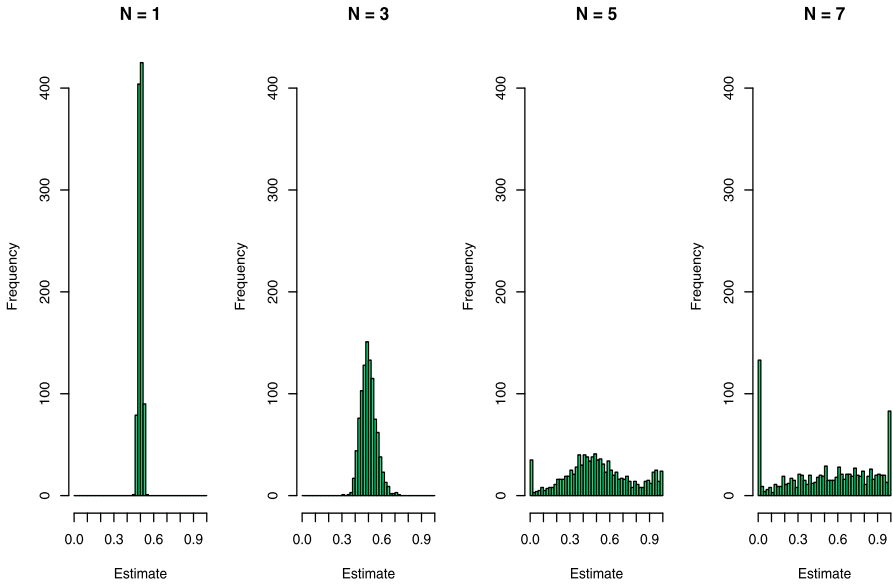 N = 1
Frequency
0 100 200 300 400
0.0 0.3 0.6 0.9
Estimate
N = 3
Frequency
0 100 200 300 400
0.0 0.3 0.6 0.9
Estimate
N = 5
Frequency
0 100 200 300 400
0.0 0.3 0.6 0.9
Estimate
N = 7
Frequency
0 100 200 300 400
0.0 0.3 0.6 0.9
Estimate